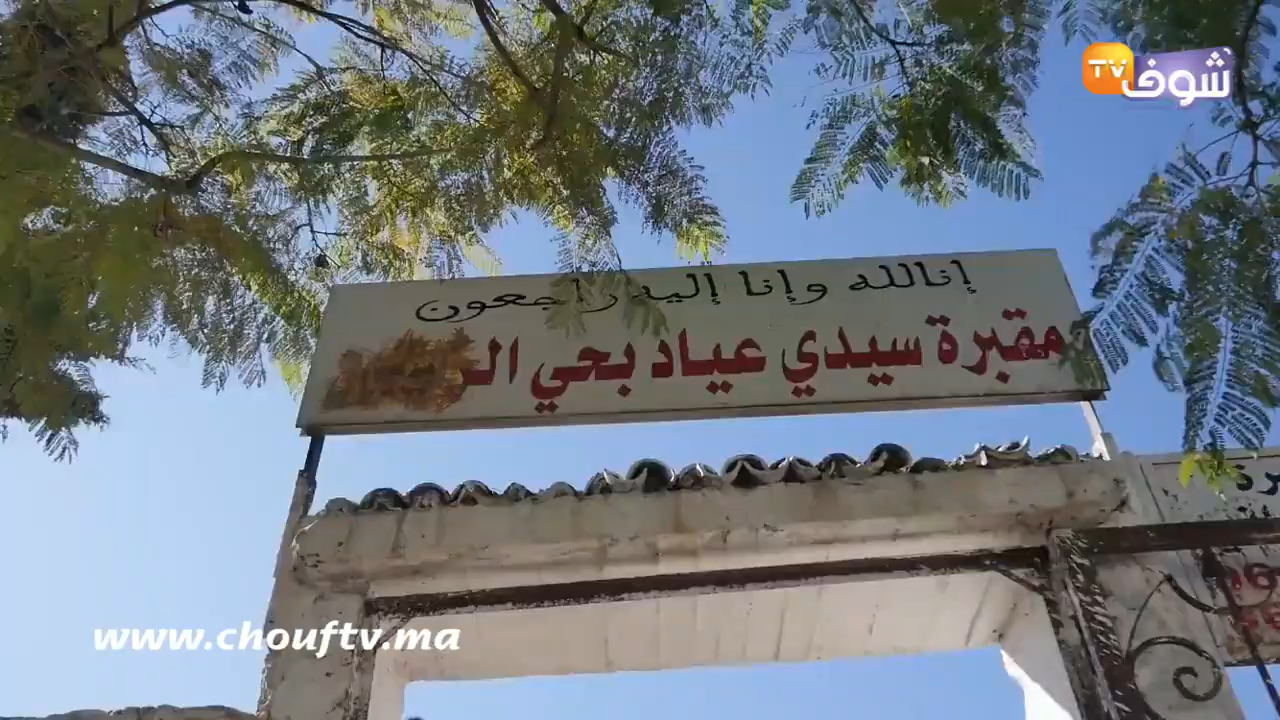 شوف TV
إنا لله وإنا إليه راجعون
مقبرة سيدي عياد بحي
www.chouftv.ma